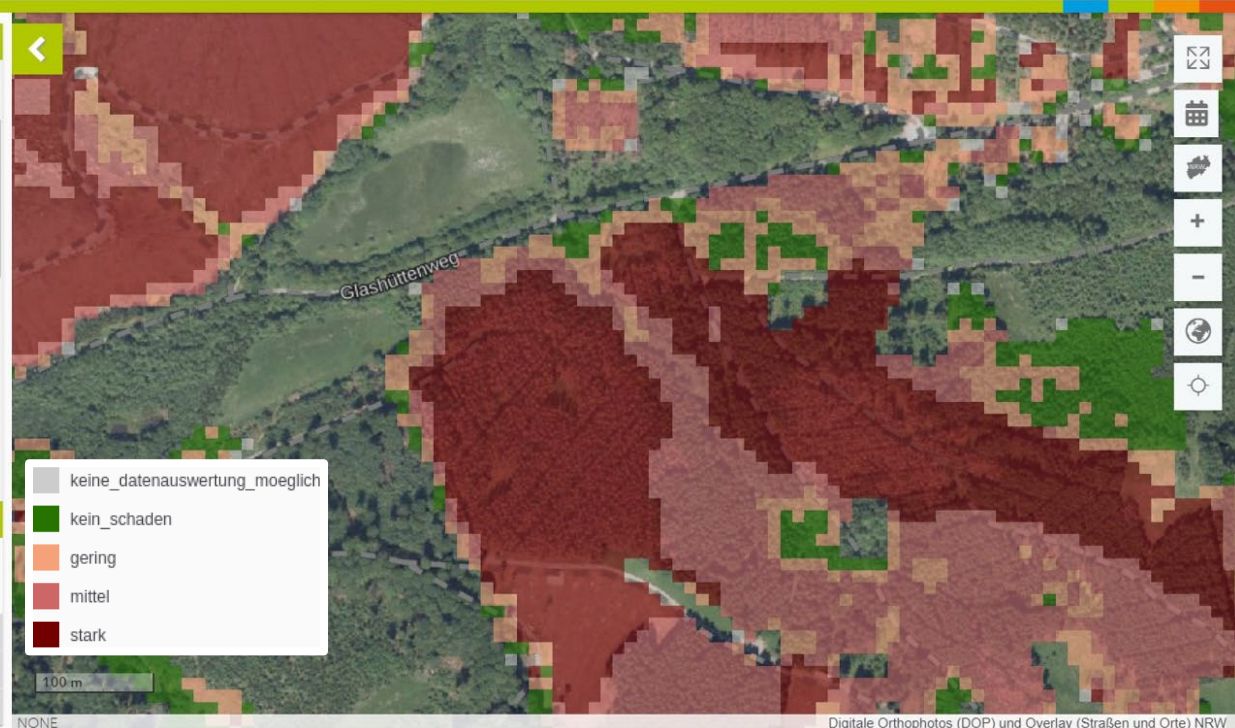 Glashüttenweg
keine_datenauswertung_moeglich
kein_schaden
gering
mittel
stark
100 m
NONE
Digitale Orthophotos (DOP) und Overlay (Straßen und Orte) NRW